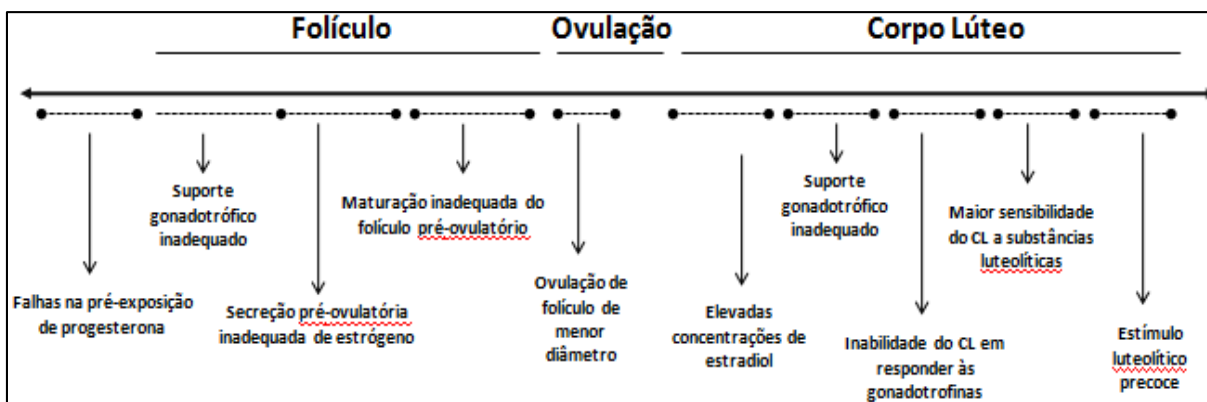 Folículo
Ovulação
Corpo Lúteo
Falhas na pré-exposição
de progesterona
Suporte
gonadotrófico
inadequado
Secreção pré-ovulatória
inadequada de estrógeno
Maturação inadequada do
folículo pré-ovulatório
Ovulação de
folículo de
menor
diâmetro
Elevadas
concentrações de
estradiol
Suporte
gonadotrófico
inadequado
Inabilidade do CL em
responder às
gonadotrofinas
Maior sensibilidade
do CL a substâncias
luteolíticas
Estímulo
luteolítico
precoce